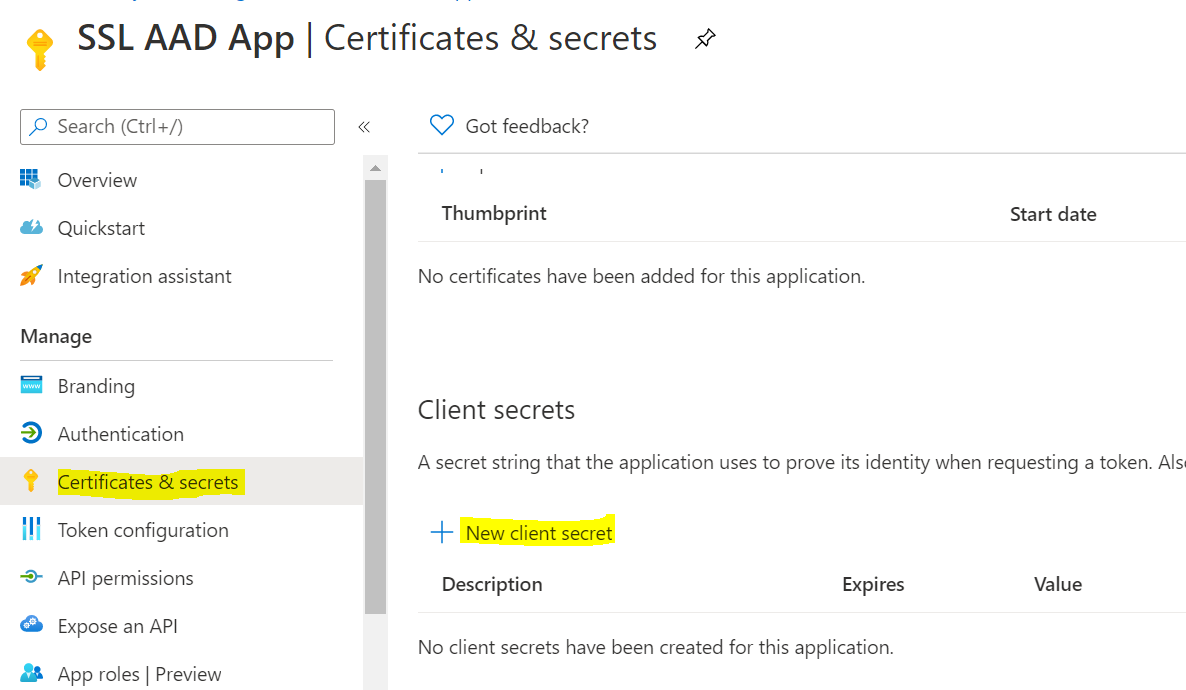 SSL AAD App | Certificates & secrets
Search (Ctrl+/)
«
Got feedback?
Overview
Quickstart
Integration assistant
Manage
Branding
Authentication
Certificates & secrets
Token configuration
API permissions
Expose an API
App roles | Preview
Thumbprint
Start date
No certificates have been added for this application.
Client secrets
A secret string that the application uses to prove its identity when requesting a token.
New client secret
Description
Expires
Value
No client secrets have been created for this application.